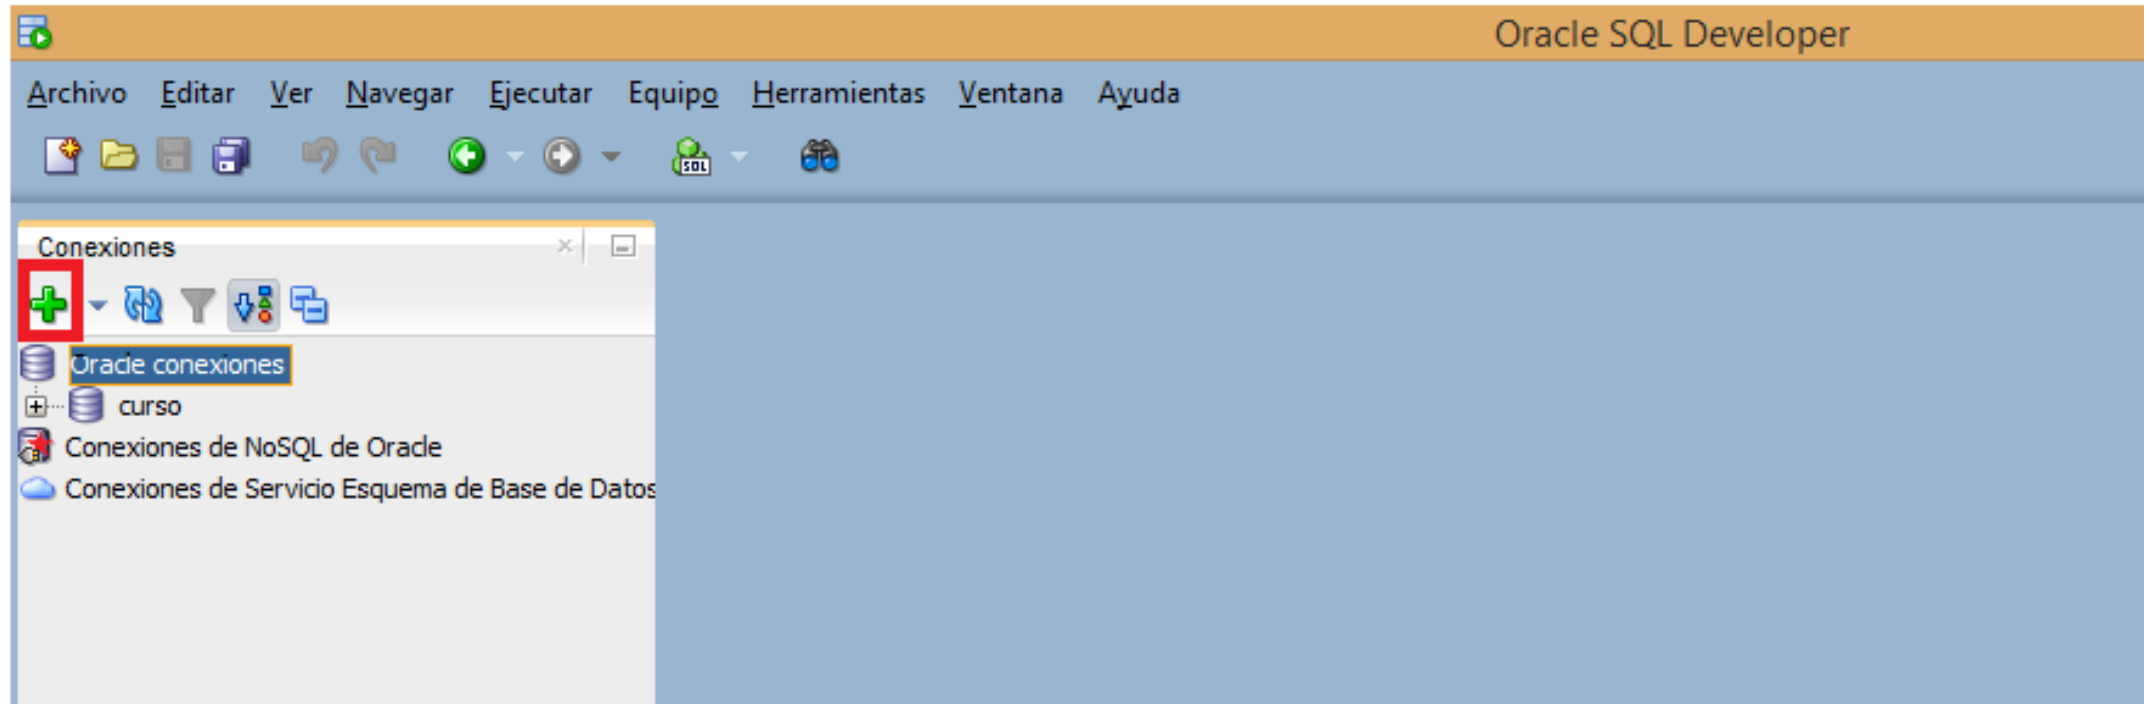 Oracle SQL Developer
Archivo Editar Ver Navegar Ejecutar Equipo Herramientas Ventana Ayuda
SQL
Conexiones
Oracle conexiones
curso
Conexiones de NoSQL de Oracle
Conexiones de Servicio Esquema de Base de Datos